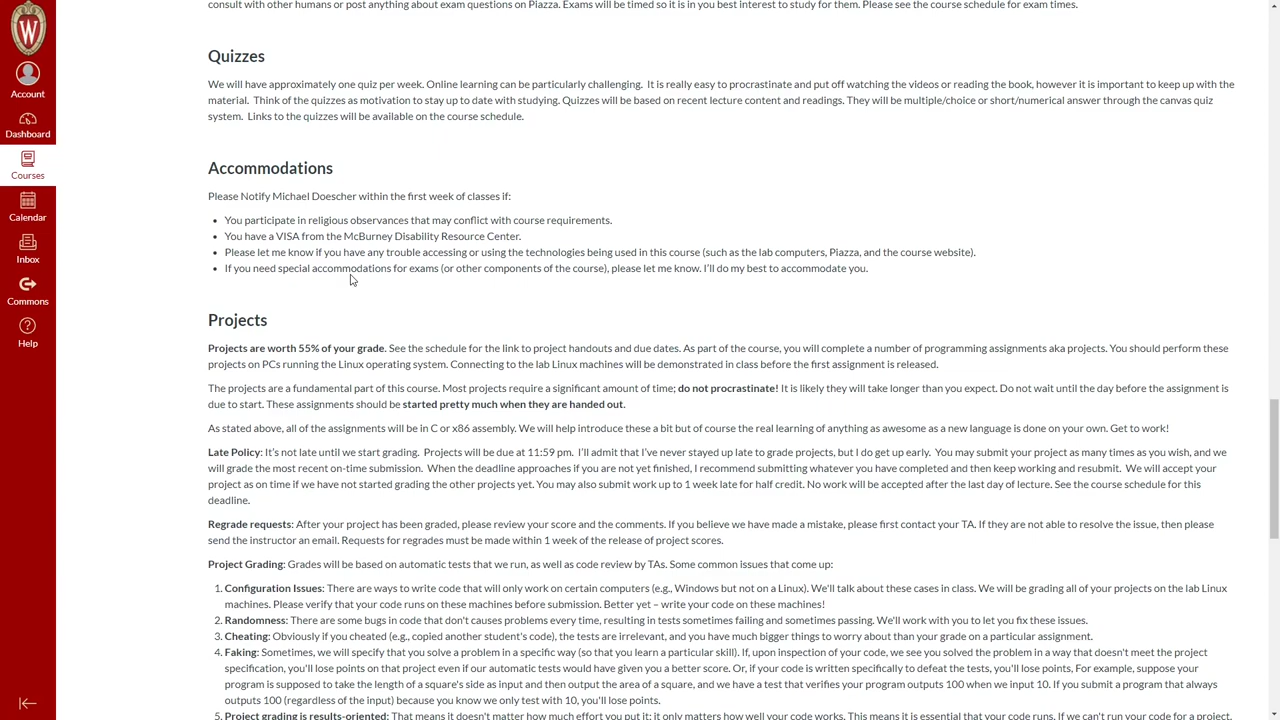 W
Account
Dashboard
Courses
Calendar
Inbox
Commons
Help
consult with other humans or post anything about exam questions on Piazza. Exams will be timed so it is in you best interest to study for them. Please see the course schedule for exam times.
Quizzes
We will have approximately one quiz per week. Online learning can be particularly challenging. It is really easy to procrastinate and put off watching the videos or reading the book, however it is important to keep up with the
material. Think of the quizzes as motivation to stay up to date with studying. Quizzes will be based on recent lecture content and readings. They will be multiple/choice or short/numerical answer through the canvas quiz
system. Links to the quizzes will be available on the course schedule.
Accommodations
Please Notify Michael Doescher within the first week of classes if:
• You participate in religious observances that may conflict with course requirements.
• You have a VISA from the McBurney Disability Resource Center.
• Please let me know if you have any trouble accessing or using the technologies being used in this course (such as the lab computers, Piazza, and the course website).
• If you need special accommodations for exams (or other components of the course), please let me know. I'll do my best to accommodate you.
Projects
Projects are worth 55% of your grade. See the schedule for the link to project handouts and due dates. As part of the course, you will complete a number of programming assignments aka projects. You should perform these
projects on PCs running the Linux operating system. Connecting to the lab Linux machines will be demonstrated in class before the first assignment is released.
The projects are a fundamental part of this course. Most projects require a significant amount of time; do not procrastinate! It is likely they will take longer than you expect. Do not wait until the day before the assignment is
due to start. These assignments should be started pretty much when they are handed out.
As stated above, all of the assignments will be in C or x86 assembly. We will help introduce these a bit but of course the real learning of anything as awesome as a new language is done on your own. Get to work!
Late Policy: It's not late until we start grading. Projects will be due at 11:59 pm. I'll admit that I've never stayed up late to grade projects, but I do get up early. You may submit your project as many times as you wish, and we
will grade the most recent on-time submission. When the deadline approaches if you are not yet finished, I recommend submitting whatever you have completed and then keep working and resubmit. We will accept your
project as on time if we have not started grading the other projects yet. You may also submit work up to 1 week late for half credit. No work will be accepted after the last day of lecture. See the course schedule for this
deadline.
Regrade requests: After your project has been graded, please review your score and the comments. If you believe we have made a mistake, please first contact your TA. If they are not able to resolve the issue, then please
send the instructor an email. Requests for regrades must be made within 1 week of the release of project scores.
Project Grading: Grades will be based on automatic tests that we run, as well as code review by TAs. Some common issues that come up:
1. Configuration Issues: There are ways to write code that will only work on certain computers (e.g., Windows but not on a Linux). We'll talk about these cases in class. We will be grading all of your projects on the lab Linux
machines. Please verify that your code runs on these machines before submission. Better yet – write your code on these machines!
2. Randomness: There are some bugs in code that don't causes problems every time, resulting in tests sometimes failing and sometimes passing. We'll work with you to let you fix these issues.
3. Cheating: Obviously if you cheated (e.g., copied another student's code), the tests are irrelevant, and you have much bigger things to worry about than your grade on a particular assignment.
4. Faking: Sometimes, we will specify that you solve a problem in a specific way (so that you learn a particular skill). If, upon inspection of your code, we see you solved the problem in a way that doesn't meet the project
specification, you'll lose points on that project even if our automatic tests would have given you a better score. Or, if your code is written specifically to defeat the tests, you'll lose points, For example, suppose your
program is supposed to take the length of a square's side as input and then output the area of a square, and we have a test that verifies your program outputs 100 when we input 10. If you submit a program that always
outputs 100 (regardless of the input) because you know we only test with 10, you'll lose points.
5. Project grading is results-oriented: That means it doesn't matter how much effort you put it; it only matters how well your code works. This means it is essential that your code runs. If we can't run your code for a project,